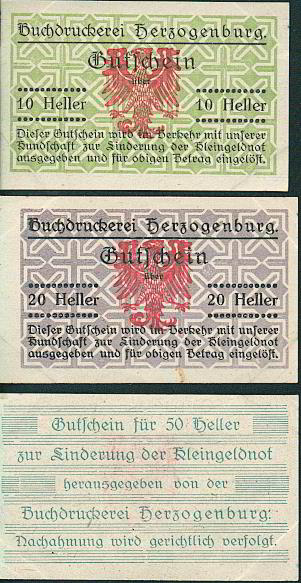 Buchdruckerei Herzogenburg.
Gutschein
über
10 Heller 10 Heller
Dieser Gutschein wird im Verkehr mit unserer
Kundschaft zur Linderung der Kleingeldnot
ausgegeben und für obigen Betrag eingelöst.
Buchdruckerei Herzogenburg.
Gutschein
über
20 Heller 20 Heller
Dieser Gutschein wird im Verkehr mit unserer
Kundschaft zur Linderung der Kleingeldnot
ausgegeben und für obigen Betrag eingelöst.
Gutschein für 50 Heller
zur Linderung der Kleingeldnot
herausgegeben von der
Buchdruckerei Herzogenburg.
Nachahmung wird gerichtlich verfolgt.